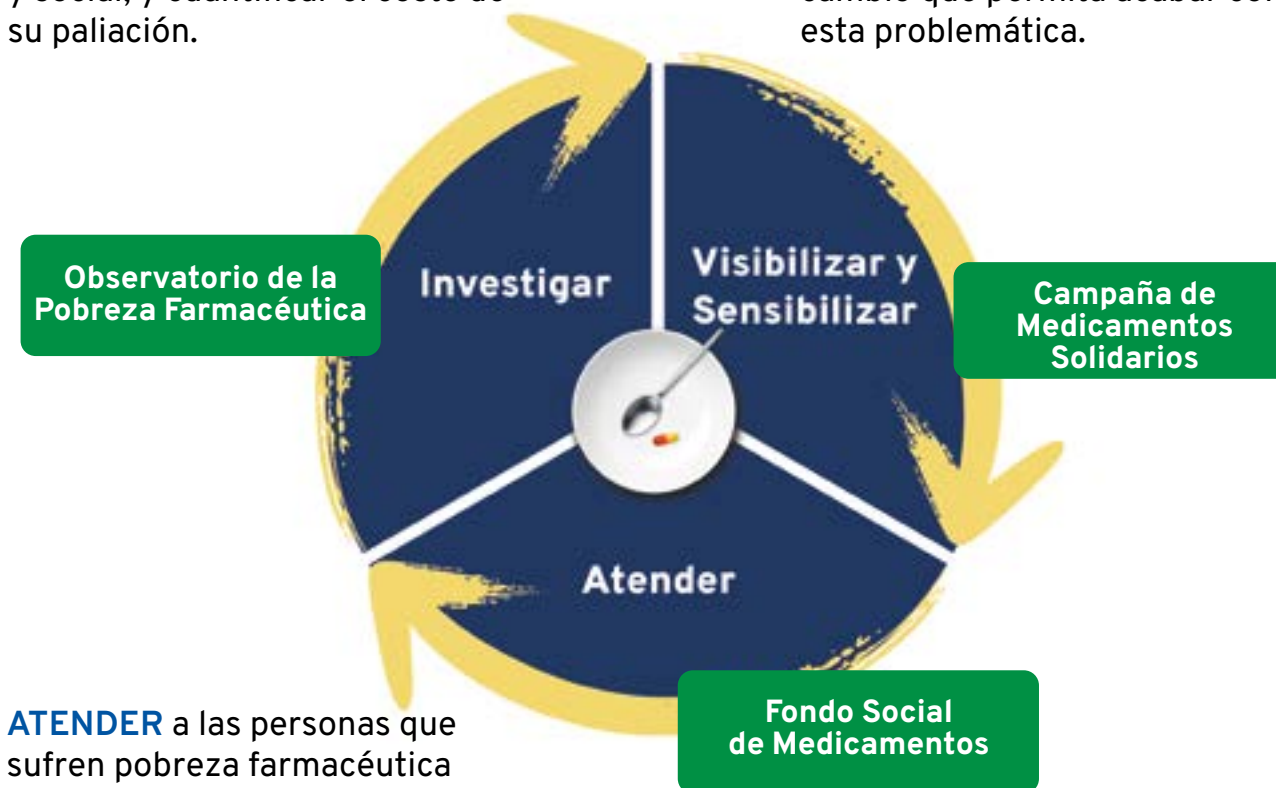 su paliación.
esta problemática.
Investigar
Visibilizar y
Sensibilizar
Observatorio de la
Pobreza Farmacéutica
Campaña de
Medicamentos
Solidarios
Atender
ATENDER a las personas que
sufren pobreza farmacéutica
Fondo Social
de Medicamentos